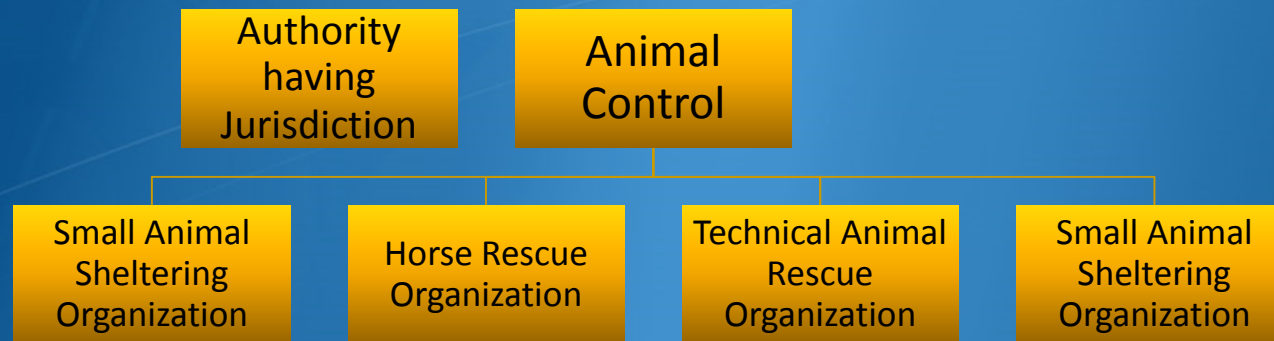 Authority
having
Jurisdiction
Animal
Control
Small Animal
Sheltering
Organization
Horse Rescue
Organization
Technical Animal
Rescue
Organization
Small Animal
Sheltering
Organization